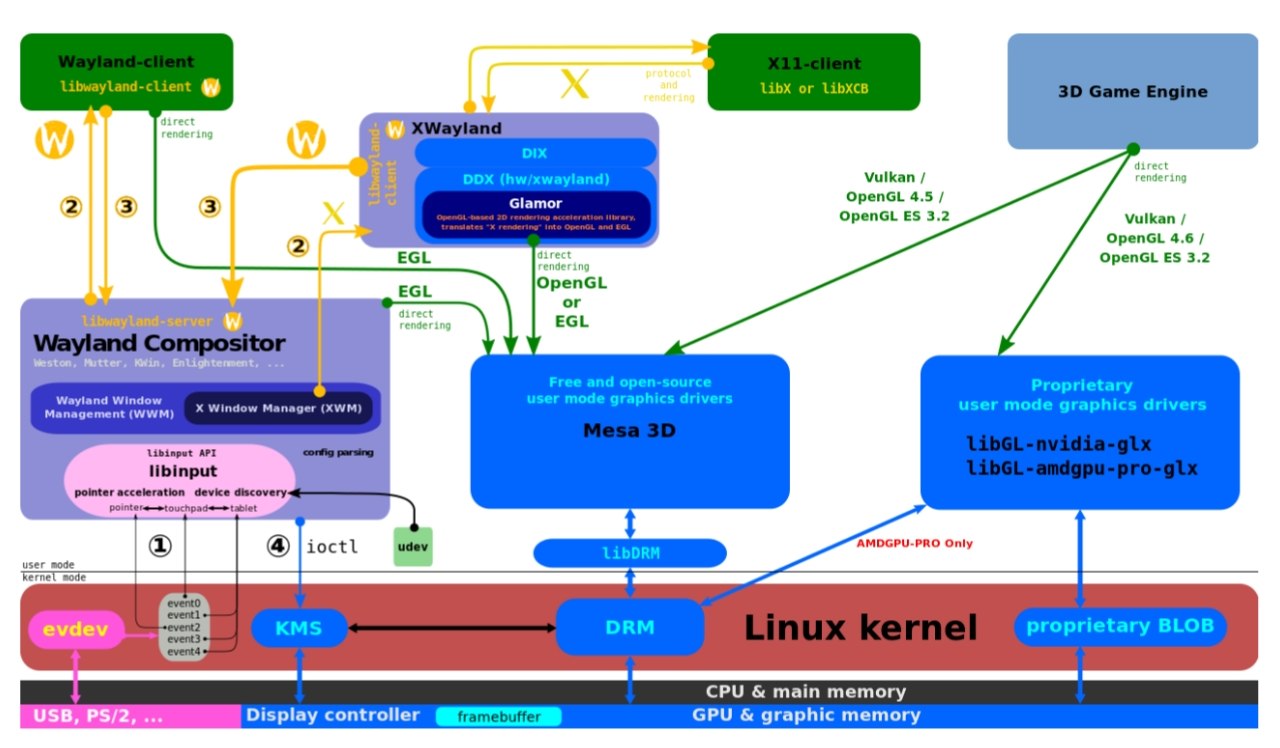 Wayland-client
libwayland-client W
direct
rendering
W
②
③
X
protocol
and
rendering
X11-client
libX or libXCB
3D Game Engine
direct
rendering
Vulkan /
OpenGL 4.5 /
OpenGL ES 3.2
Vulkan /
OpenGL 4.6 /
OpenGL ES 3.2
W
③
X
②
libwayland-
client
W XWayland
DIX
DDX (hw/xwayland)
Glamor
OpenGL-based 2D rendering acceleration library,
translates "X rendering" into OpenGL and EGL
direct
rendering
OpenGL
or
EGL
EGL
EGL
direct
rendering
libwayland-server W
Wayland Compositor
Weston, Mutter, KWin, Enlightenment, ...
Wayland Window
Management (WWM)
X Window Manager (XWM)
libinput API
libinput
config parsing
pointer acceleration device discovery
pointer touchpad tablet
Free and open-source
user mode graphics drivers
Mesa 3D
Proprietary
user mode graphics drivers
libGL-nvidia-glx
libGL-amdgpu-pro-glx
①
④ ioctl
udev
libDRM
AMDGPU-PRO Only
user mode
kernel mode
evdev
event0
event1
event2
event3
event4
KMS
DRM
Linux kernel
proprietary BLOB
CPU & main memory
USB, PS/2, ...
Display controller
framebuffer
GPU & graphic memory